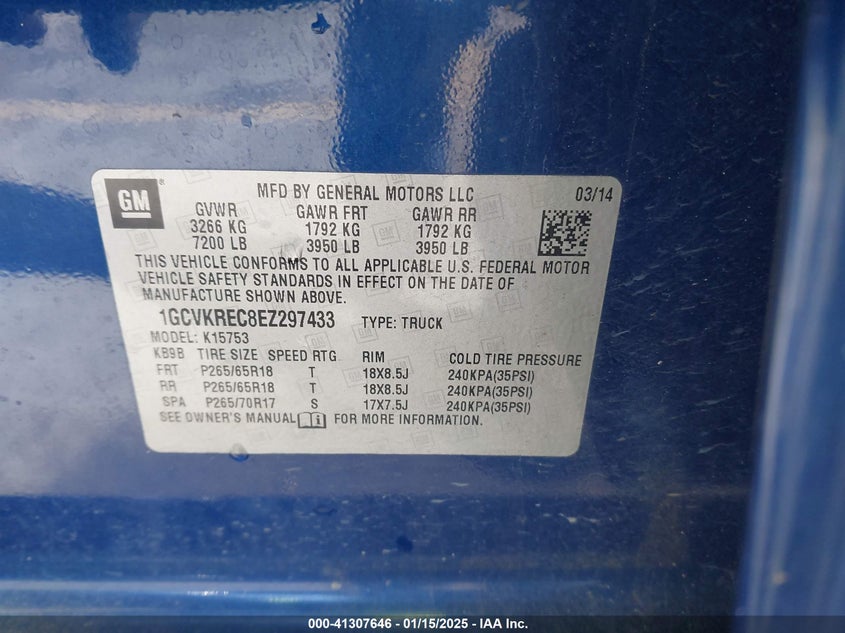 GM ®
MFD BY GENERAL MOTORS LLC 03/14
GVWR GAWR FRT GAWR RR
3266 KG 1792 KG 1792 KG
7200 LB 3950 LB 3950 LB
THIS VEHICLE CONFORMS TO ALL APPLICABLE U.S. FEDERAL MOTOR
VEHICLE SAFETY STANDARDS IN EFFECT ON THE DATE OF
MANUFACTURE SHOWN ABOVE.
1GCVKREC8EZ297433 TYPE: TRUCK
MODEL: K15753
KB9B TIRE SIZE SPEED RTG RIM COLD TIRE PRESSURE
FRT P265/65R18 T 18X8.5J 240KPA(35PSI)
RR P265/65R18 T 18X8.5J 240KPA(35PSI)
SPA P265/70R17 S 17X7.5J 240KPA(35PSI)
SEE OWNER'S MANUAL i FOR MORE INFORMATION.
000-41307646 - 01/15/2025 - IAA Inc.